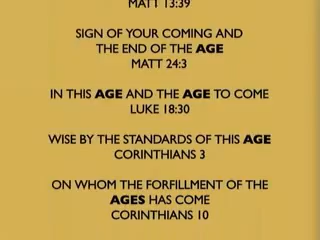 MATT 13:39
SIGN OF YOUR COMING AND
THE END OF THE AGE
MATT 24:3
IN THIS AGE AND THE AGE TO COME
LUKE 18:30
WISE BY THE STANDARDS OF THIS AGE
CORINTHIANS 3
ON WHOM THE FORFILLMENT OF THE
AGES HAS COME
CORINTHIANS 10